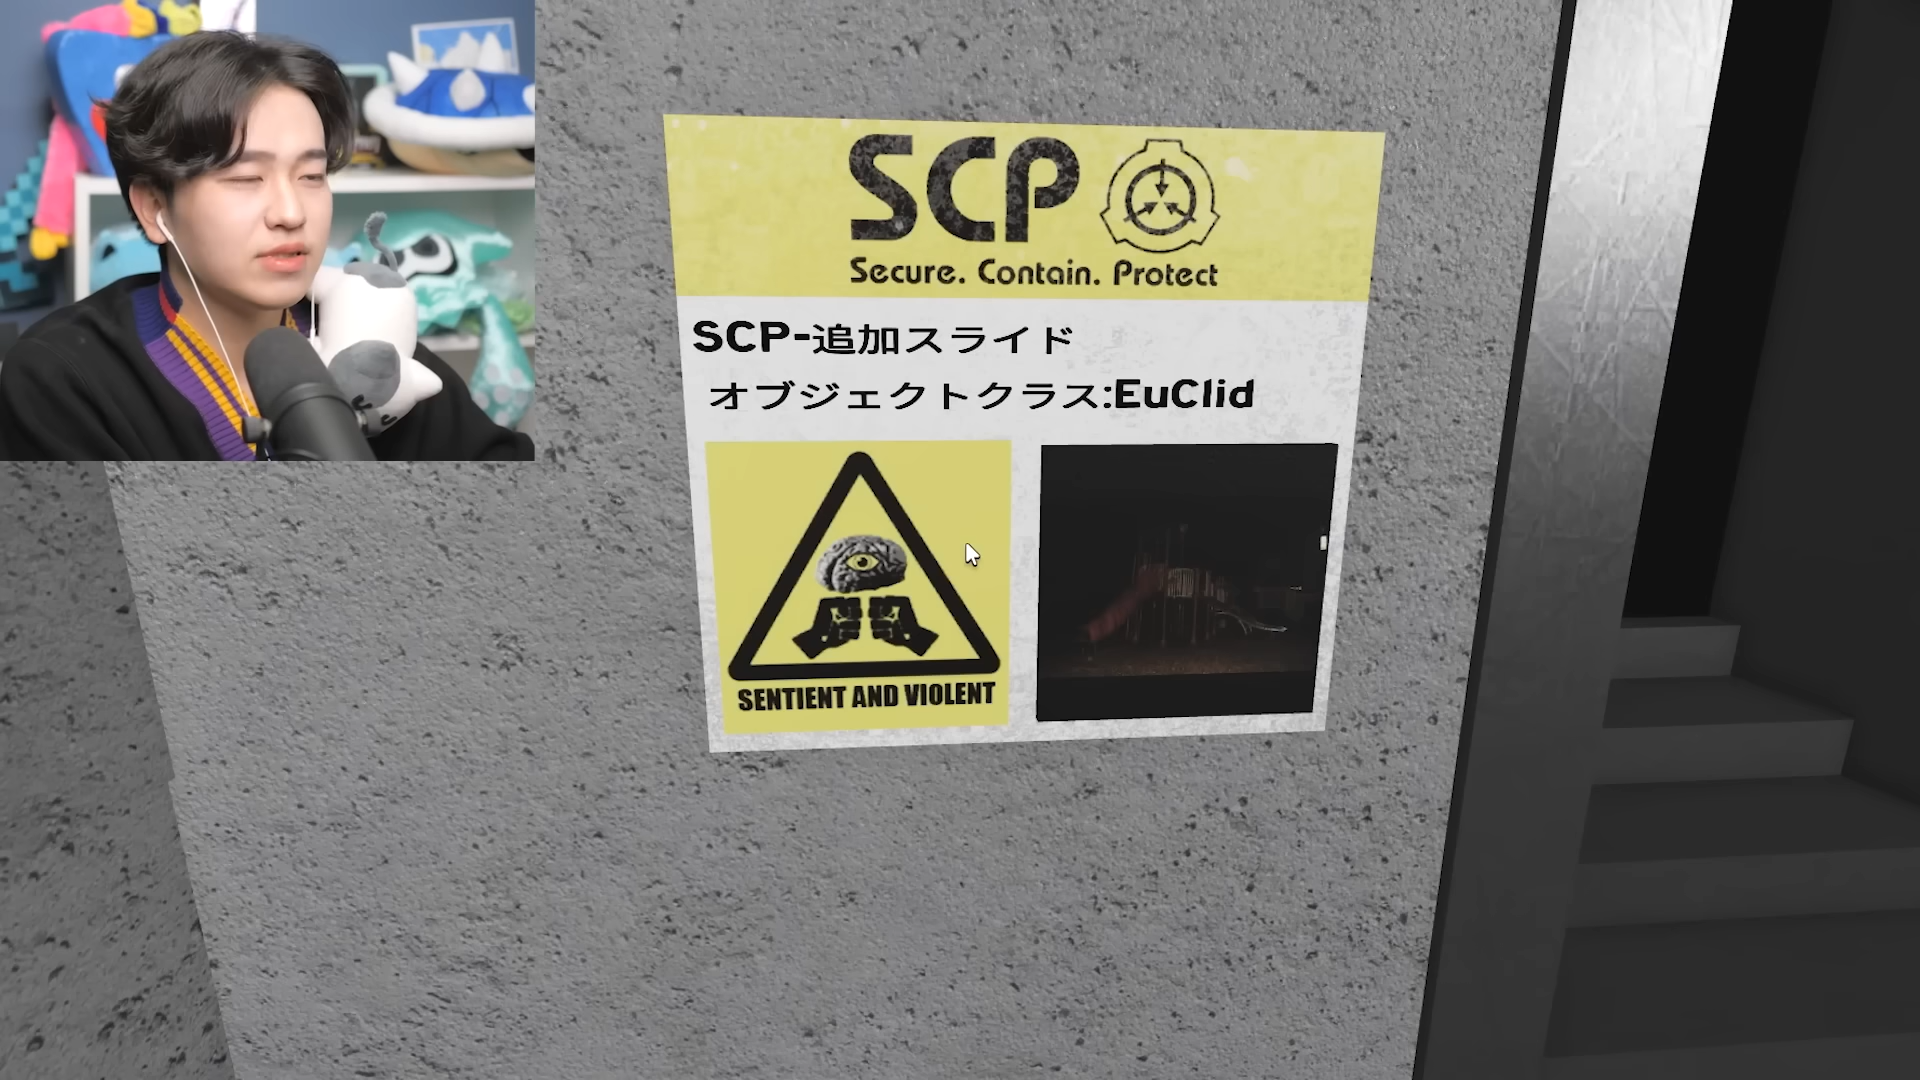 SCP
Secure. Contain. Protect
SCP-追加スライド
オブジェクトクラス:EuClid
SENTIENT AND VIOLENT